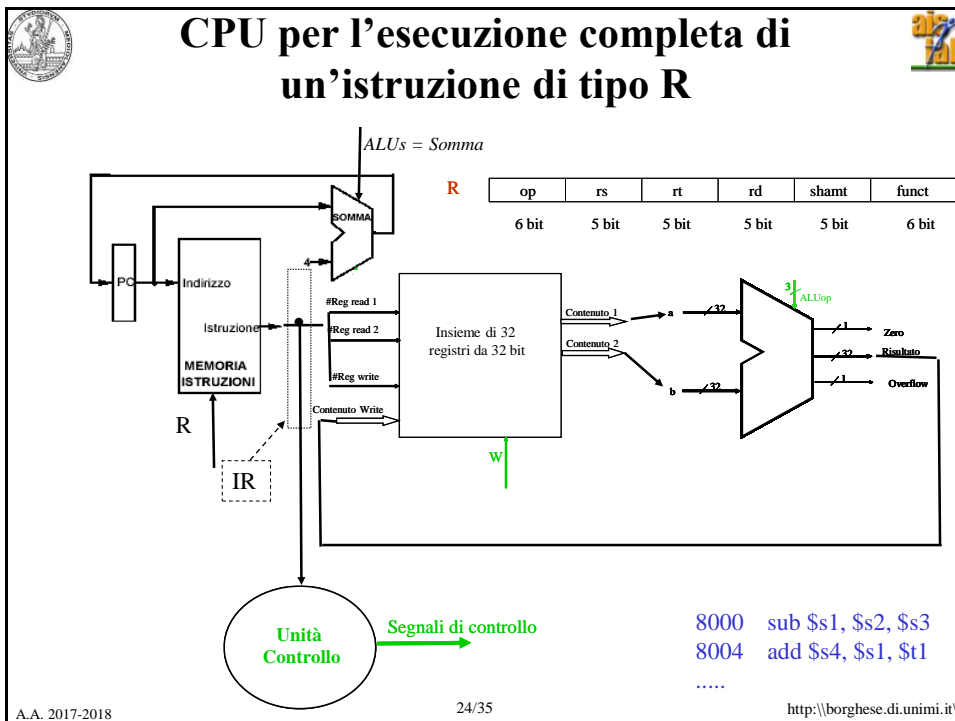 CPU per l'esecuzione completa di
un'istruzione di tipo R
ALUs = Somma
R
op rs rt rd shamt funct
6 bit 5 bit 5 bit 5 bit 5 bit 6 bit
SOMMA
4
PC
Indirizzo
Istruzione
MEMORIA
ISTRUZIONI
R
IR
#Reg read 1
#Reg read 2
#Reg write
Contenuto Write
Insieme di 32
registri da 32 bit
W
Contenuto 1
Contenuto 2
a
b
32
32
3
ALUop
1
Zero
32
Risultato
1
Overflow
Unità
Controllo
Segnali di controllo
8000 sub $s1, $s2, $s3
8004 add $s4, $s1, $t1
.....
A.A. 2017-2018
24/35
http:\\borghese.di.unimi.it\